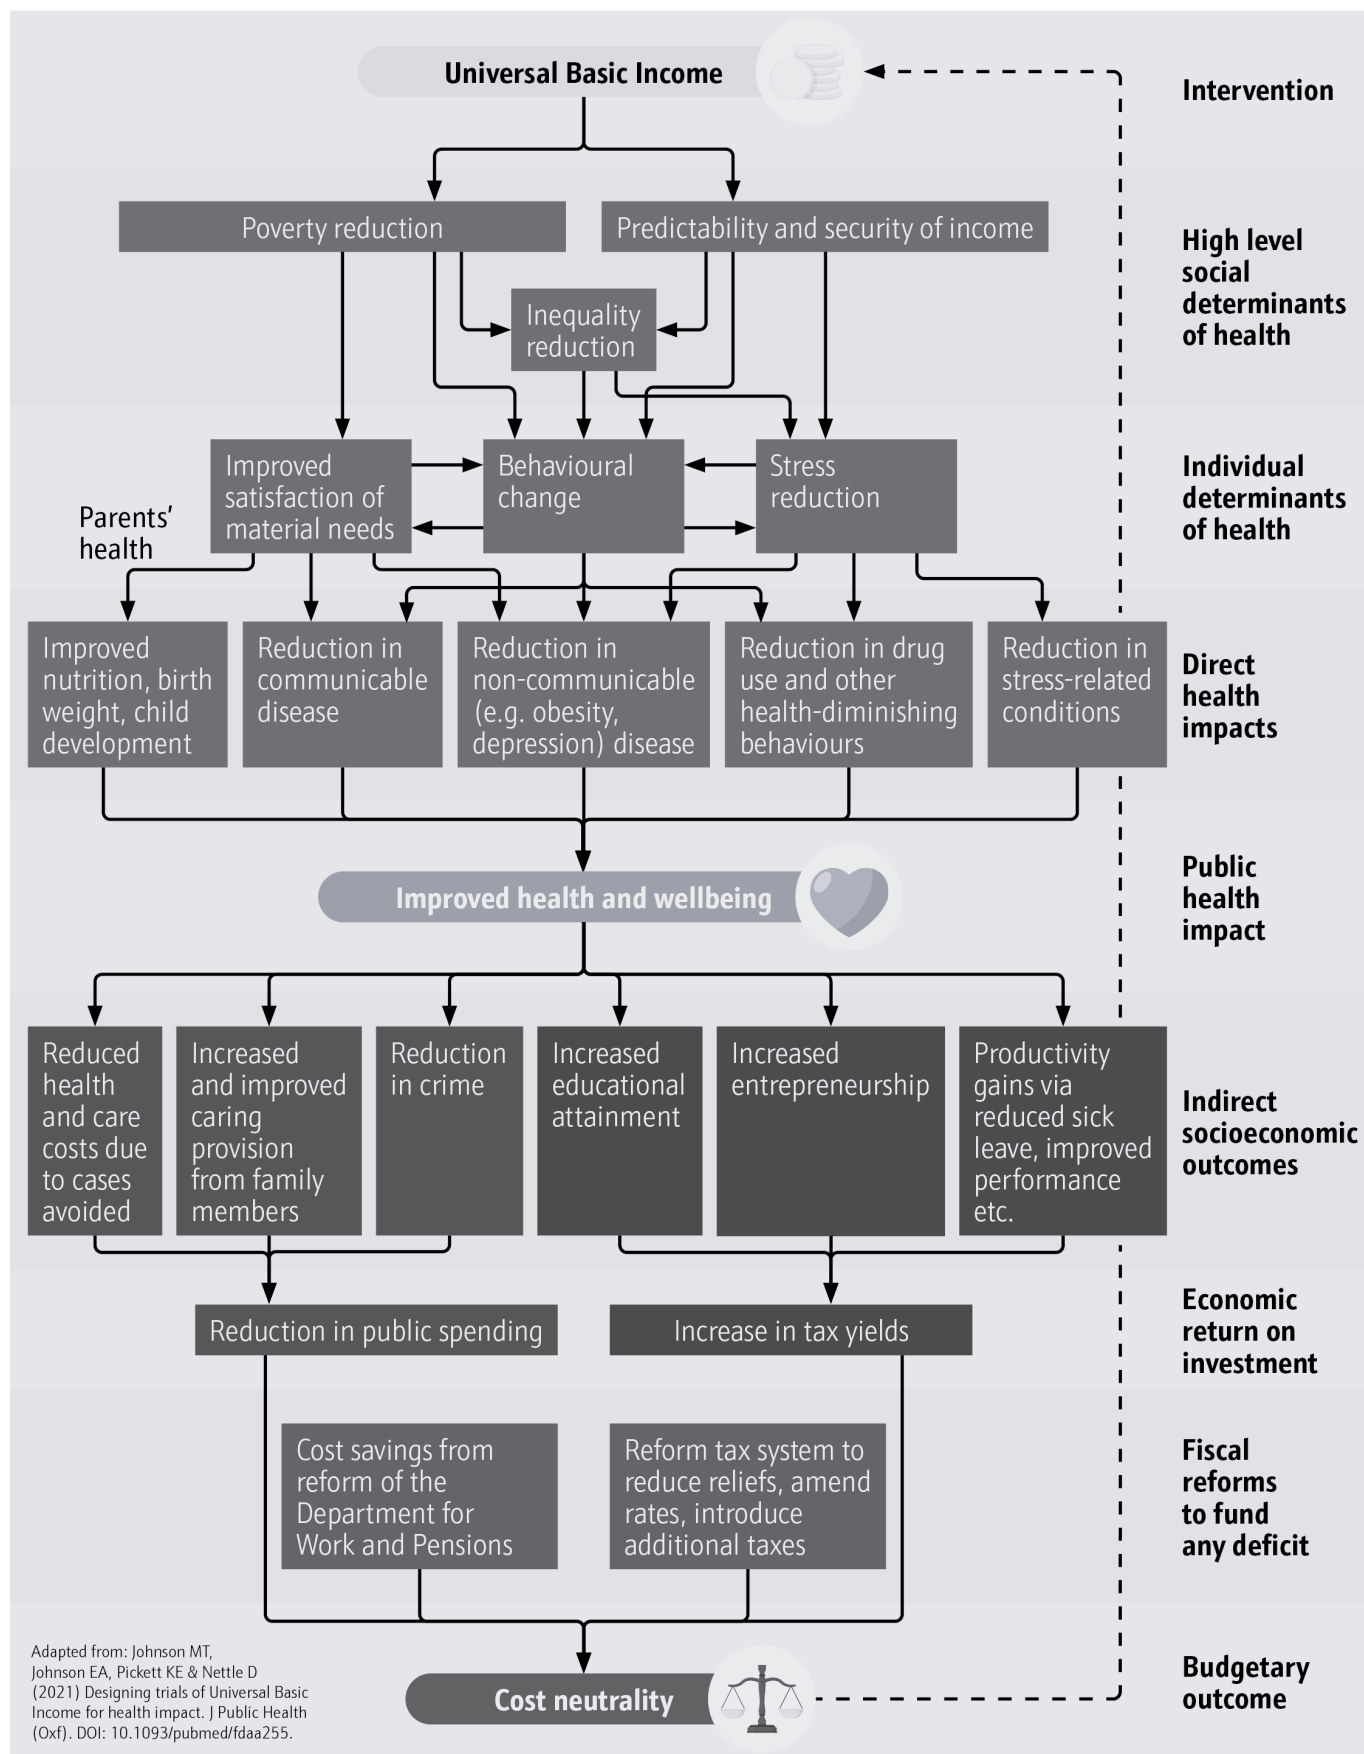 Universal Basic Income
Intervention
Poverty reduction
Predictability and security of income
High level
social
determinants
of health
Inequality
reduction
Improved
satisfaction of
material needs
Behavioural
change
Stress
reduction
Individual
determinants
of health
Parents’
health
Improved
nutrition, birth
weight, child
development
Reduction in
communicable
disease
Reduction in
non-communicable
(e.g. obesity,
depression) disease
Reduction in drug
use and other
health-diminishing
behaviours
Reduction in
stress-related
conditions
Direct
health
impacts
Improved health and wellbeing
Public
health
impact
Reduced
health
and care
costs due
to cases
avoided
Increased
and improved
caring
provision
from family
members
Reduction
in crime
Increased
educational
attainment
Increased
entrepreneurship
Productivity
gains via
reduced sick
leave, improved
performance
etc.
Indirect
socioeconomic
outcomes
Reduction in public spending
Increase in tax yields
Economic
return on
investment
Cost savings from
reform of the
Department for
Work and Pensions
Reform tax system to
reduce reliefs, amend
rates, introduce
additional taxes
Fiscal
reforms
to fund
any deficit
Adapted from: Johnson MT,
Johnson EA, Pickett KE & Nettle D
(2021) Designing trials of Universal Basic
Income for health impact. J Public Health
(Oxf). DOI: 10.1093/pubmed/fdaa255.
Cost neutrality
Budgetary
outcome